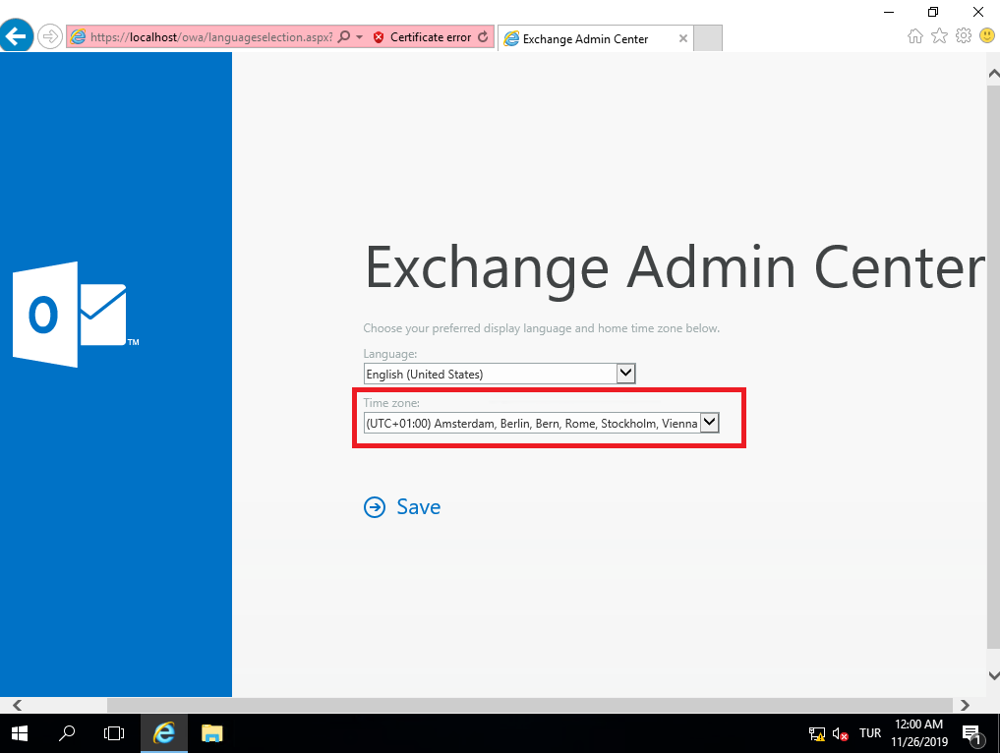 https://localhost/owa/languageselection.aspx?
Certificate error
Exchange Admin Center
Exchange Admin Center
Choose your preferred display language and home time zone below.
Language:
English (United States)
Time zone:
(UTC+01:00) Amsterdam, Berlin, Bern, Rome, Stockholm, Vienna
Save
O
TM
TUR
12:00 AM
11/26/2019
1